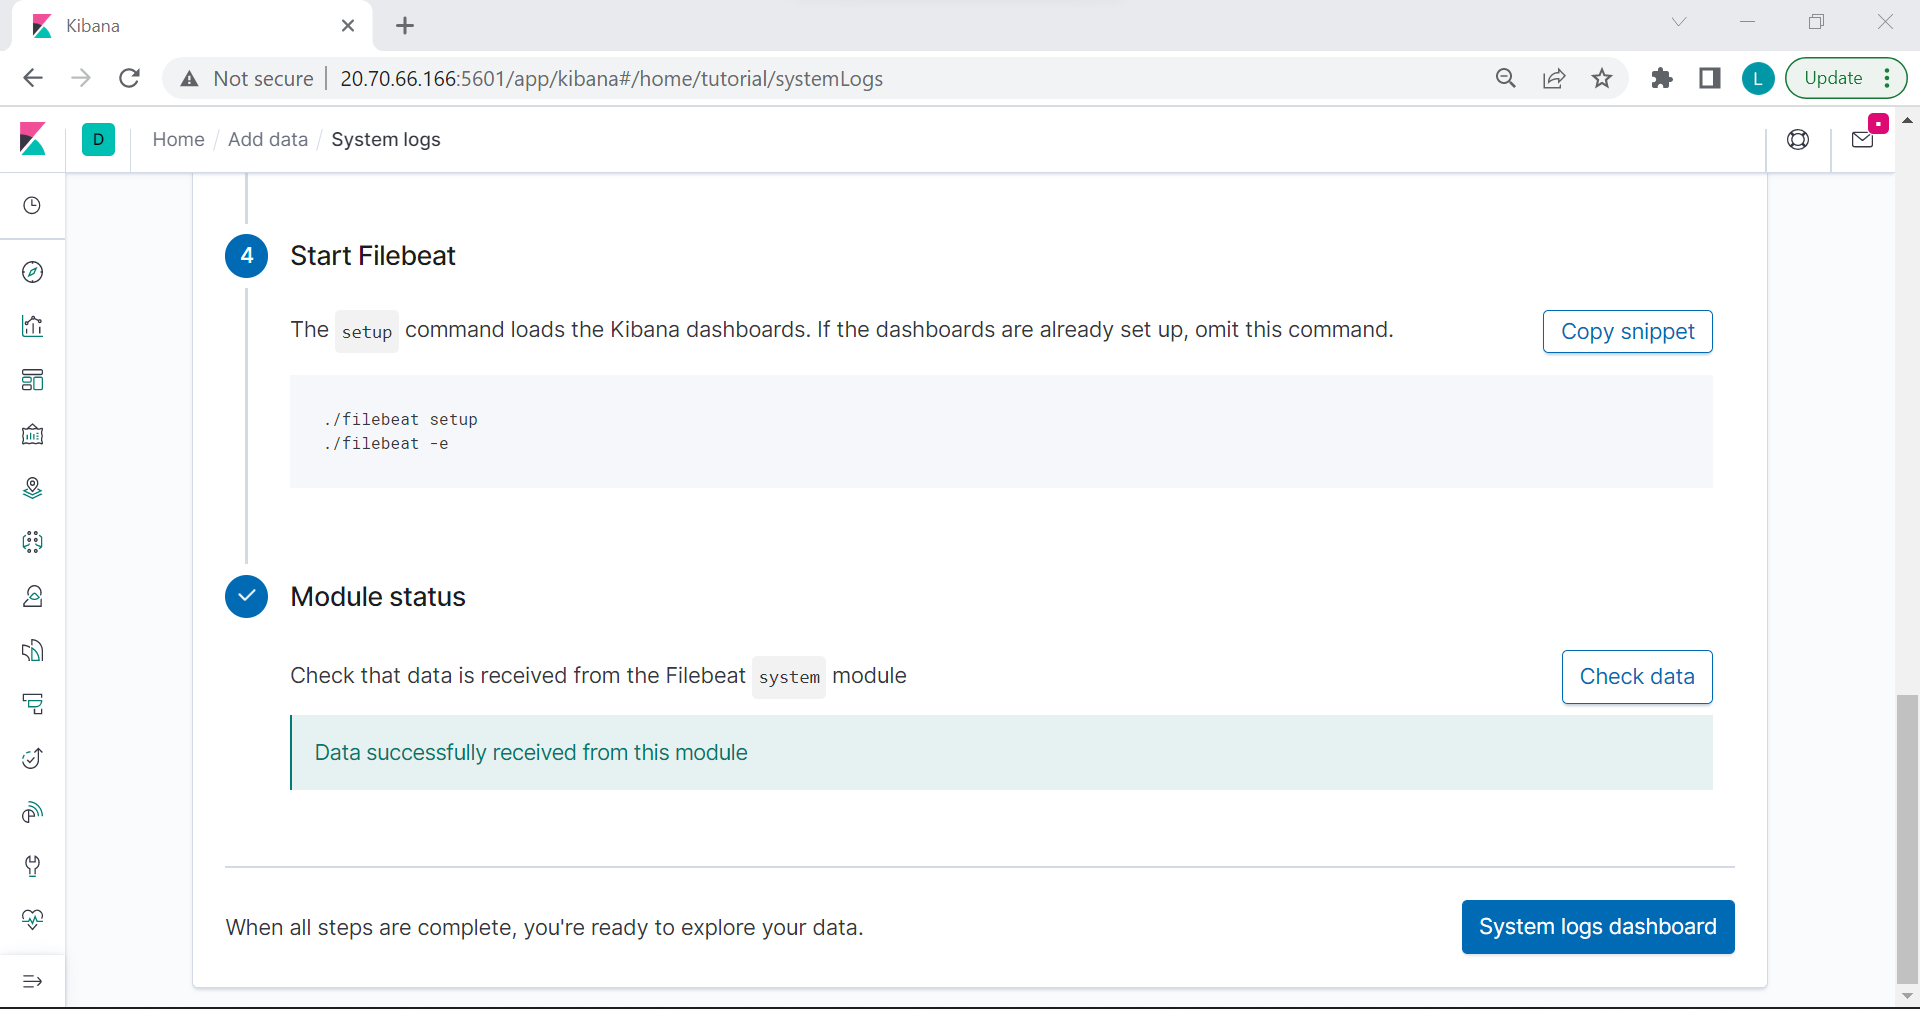 Kibana
Not secure
20.70.66.166:5601/app/kibana#/home/tutorial/systemLogs
L
Update
D
Home / Add data / System logs
4
Start Filebeat
The setup command loads the Kibana dashboards. If the dashboards are already set up, omit this command.
Copy snippet
./filebeat setup
./filebeat -e
Module status
Check that data is received from the Filebeat system module
Check data
Data successfully received from this module
When all steps are complete, you're ready to explore your data.
System logs dashboard